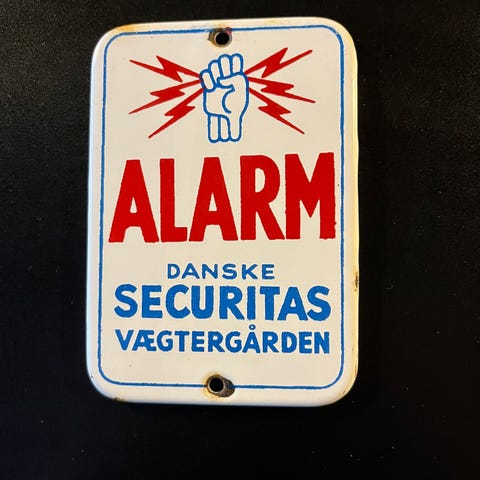 ALARM
DANSKE
SECURITAS
VÆGTERGÅRDEN